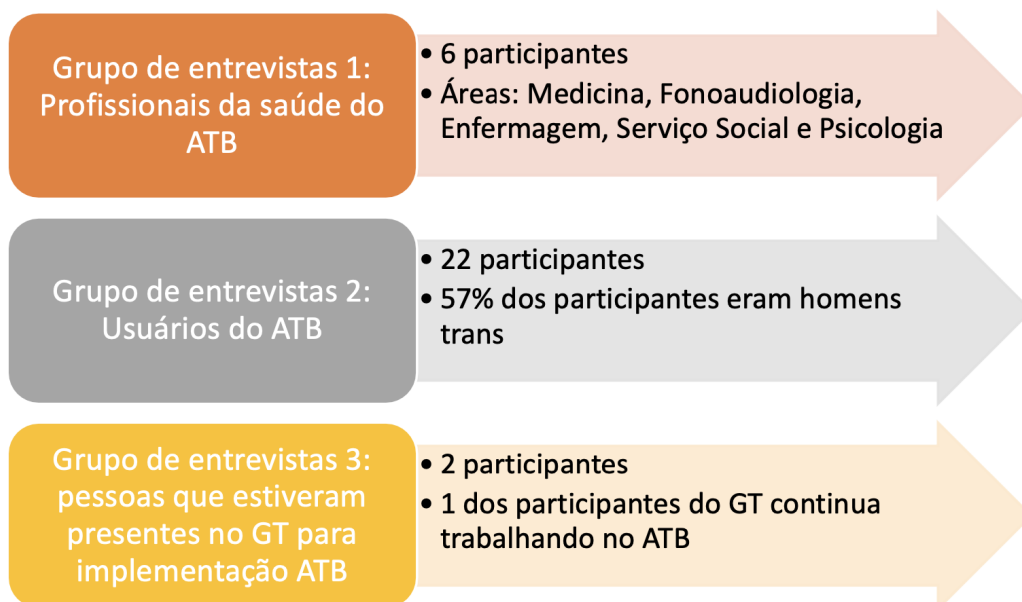 Grupo de entrevistas 1:
Profissionais da saúde do
ATB
• 6 participantes
• Áreas: Medicina, Fonoaudiologia,
Enfermagem, Serviço Social e Psicologia
Grupo de entrevistas 2:
Usuários do ATB
• 22 participantes
• 57% dos participantes eram homens
trans
Grupo de entrevistas 3:
pessoas que estiveram
presentes no GT para
implementação ATB
• 2 participantes
• 1 dos participantes do GT continua
trabalhando no ATB